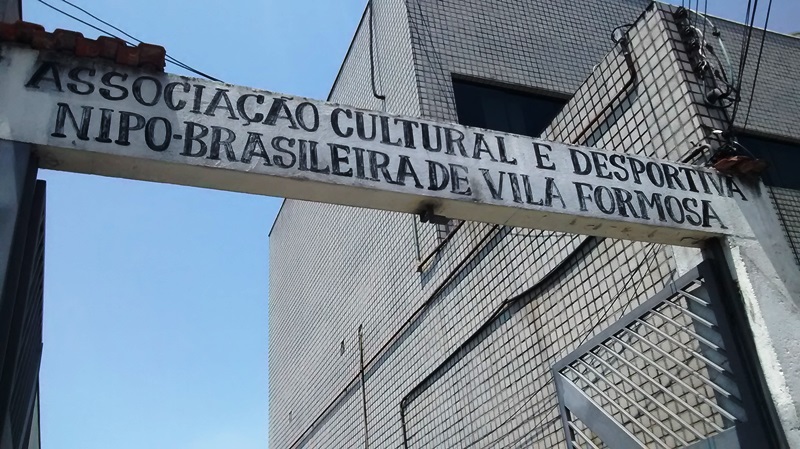 ASSOCIAÇÃO CULTURAL E DESPORTIVA
NIPO-BRASILEIRA DE VILA FORMOSA